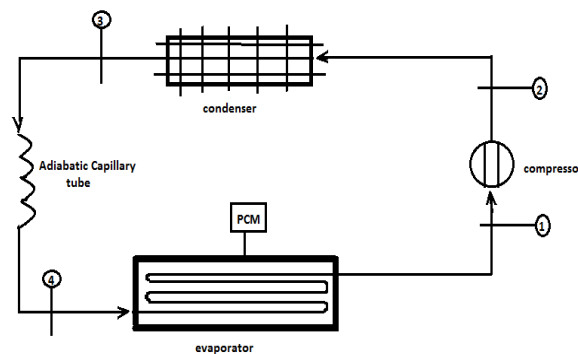 3
condenser
2
Adiabatic Capillary
tube
compresso
1
PCM
4
evaporator